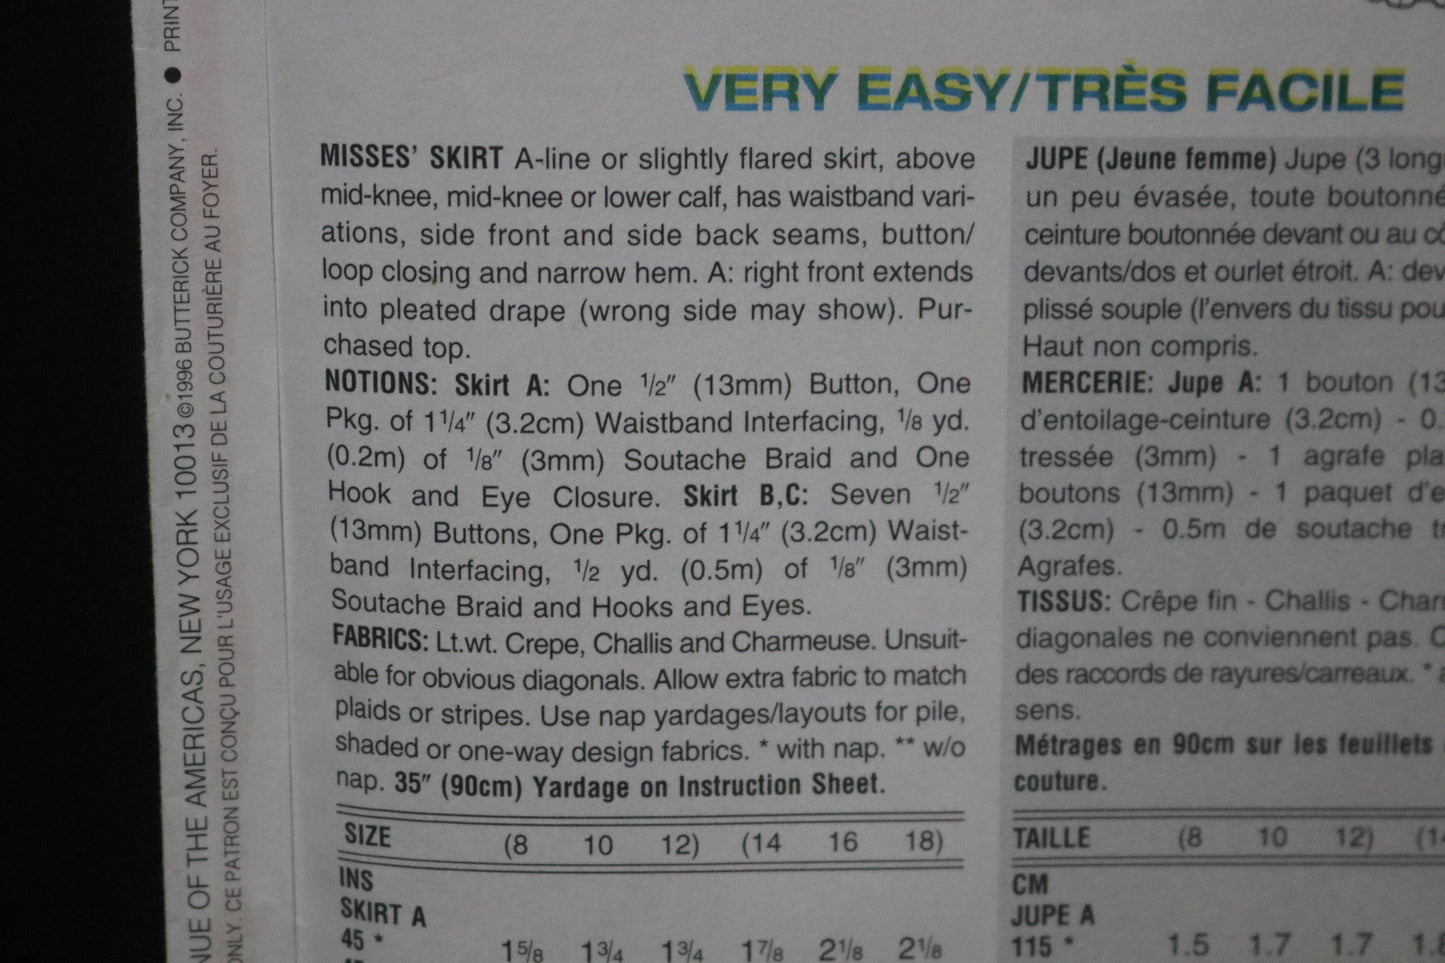 NUE OF THE AMERICAS, NEW YORK 10013 ©1996 BUTTERICK COMPANY, INC. ● PRINT
ONLY. CE PATRON EST CONÇU POUR L'USAGE EXCLUSIF DE LA COUTURIÈRE AU FOYER.
VERY EASY/TRÈS FACILE
MISSES' SKIRT A-line or slightly flared skirt, above
mid-knee, mid-knee or lower calf, has waistband vari-
ations, side front and side back seams, button/
loop closing and narrow hem. A: right front extends
into pleated drape (wrong side may show). Pur-
chased top.
NOTIONS: Skirt A: One 1/2" (13mm) Button, One
Pkg. of 1 1/4" (3.2cm) Waistband Interfacing, 1/8 yd.
(0.2m) of 1/8" (3mm) Soutache Braid and One
Hook and Eye Closure. Skirt B,C: Seven 1/2"
(13mm) Buttons, One Pkg. of 1 1/4" (3.2cm) Waist-
band Interfacing, 1/2 yd. (0.5m) of 1/8" (3mm)
Soutache Braid and Hooks and Eyes.
FABRICS: Lt.wt. Crepe, Challis and Charmeuse. Unsuit-
able for obvious diagonals. Allow extra fabric to match
plaids or stripes. Use nap yardages/layouts for pile,
shaded or one-way design fabrics. * with nap. ** w/o
nap. 35" (90cm) Yardage on Instruction Sheet.
SIZE (8 10 12) (14 16 18)
INS
SKIRT A
45 * 1 5/8 1 3/4 1 3/4 1 7/8 2 1/8 2 1/8
JUPE (Jeune femme) Jupe (3 long
un peu évasée, toute boutonné
ceinture boutonnée devant ou au cô
devants/dos et ourlet étroit. A: dev
plissé souple (l'envers du tissu pou
Haut non compris.
MERCERIE: Jupe A: 1 bouton (13
d'entoilage-ceinture (3.2cm) - 0.
tressée (3mm) - 1 agrafe pla
boutons (13mm) - 1 paquet d'e
(3.2cm) - 0.5m de soutache t
Agrafes.
TISSUS: Crêpe fin - Challis - Char
diagonales ne conviennent pas. C
des raccords de rayures/carreaux. *
sens.
Métrages en 90cm sur les feuillets
couture.
TAILLE (8 10 12) (14
CM
JUPE A
115 * 1.5 1.7 1.7 1.8